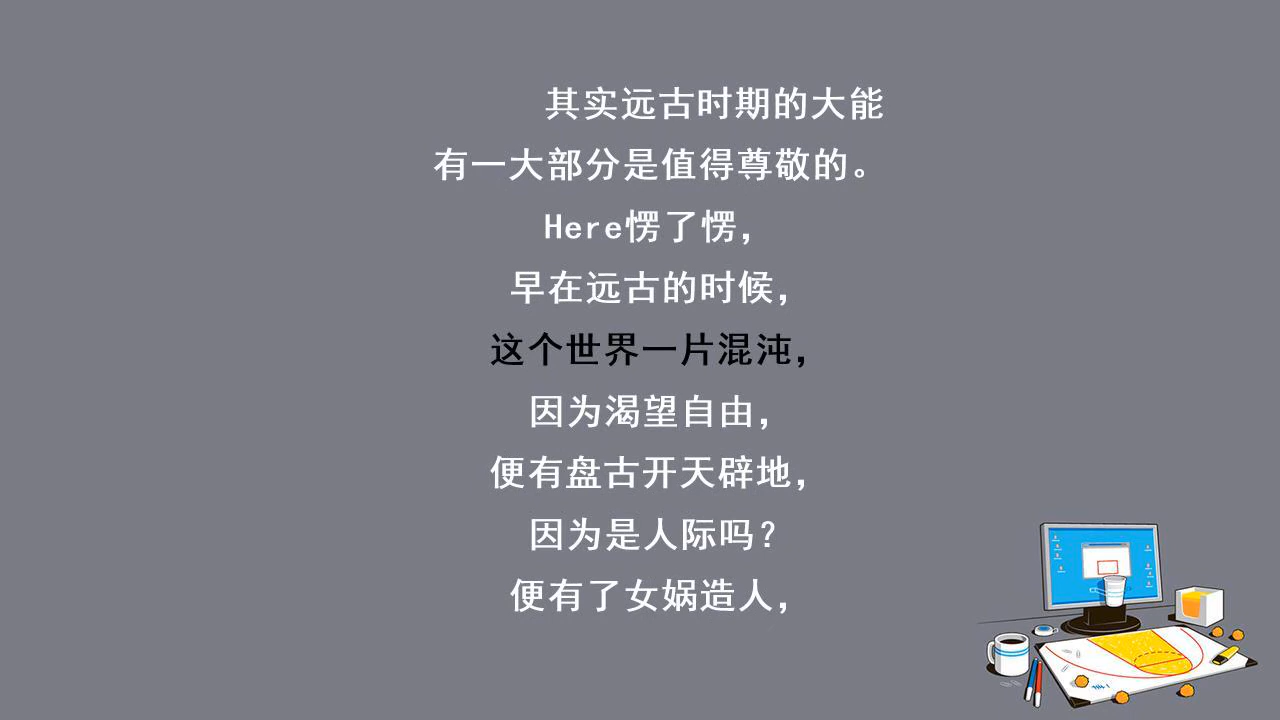 其实远古时期的大能
有一大部分是值得尊敬的。
Here愣了愣，
早在远古的时候，
这个世界一片混沌，
因为渴望自由，
便有盘古开天辟地，
因为是人际吗？
便有了女娲造人，